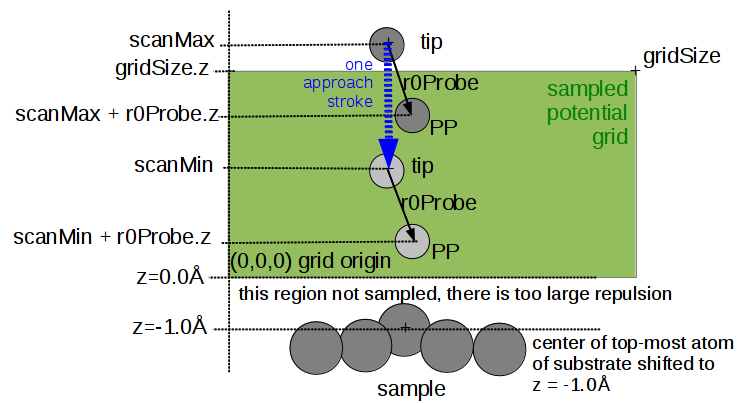 scanMax
tip
gridSize
gridSize.z
one
approach
stroke
r0Probe
sampled
potential
grid
scanMax + r0Probe.z
PP
scanMin
tip
r0Probe
scanMin + r0Probe.z
PP
(0,0,0) grid origin
z=0.0Å
this region not sampled, there is too large repulsion
z=-1.0Å
center of top-most atom
of substrate shifted to
z = -1.0Å
sample